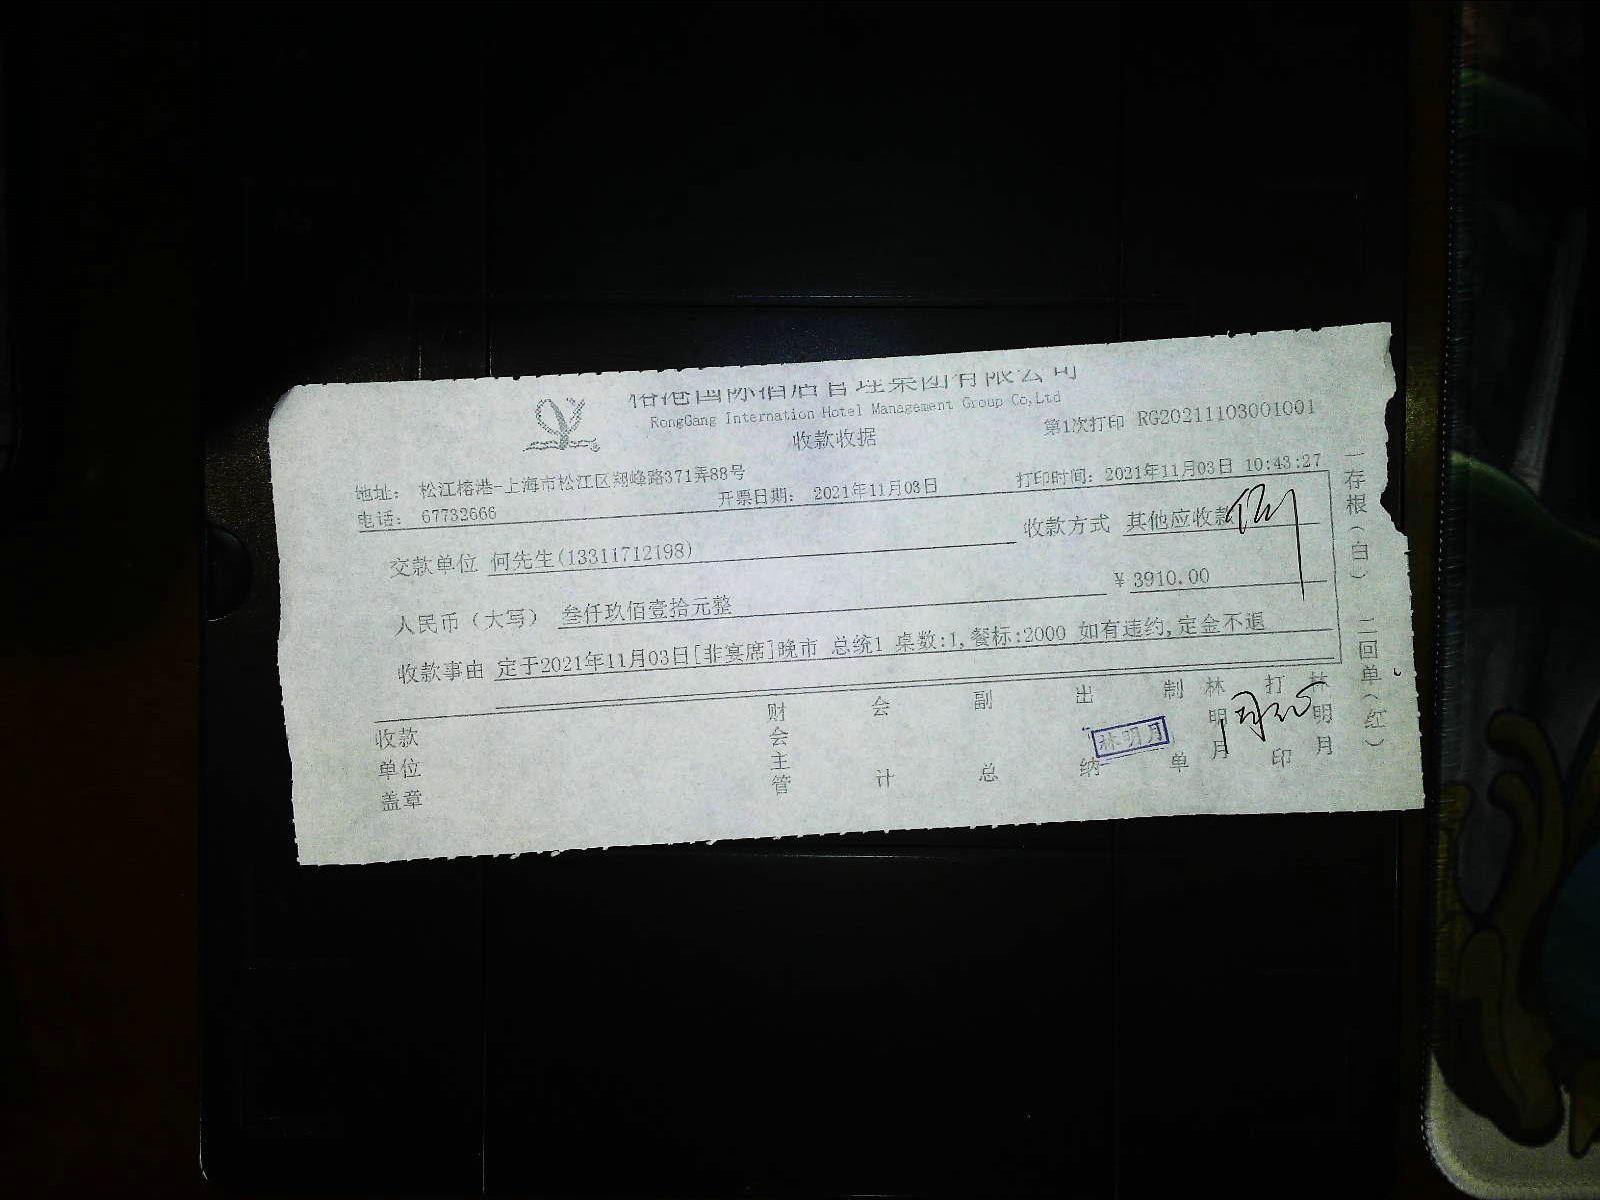 榕港国际酒店管理集团有限公司
RongGang Internation Hotel Management Group Co,Ltd
收款收据
第1次打印 RG20211103001001
地址: 松江榕港-上海市松江区翔峰路371弄88号
电话: 67732666
开票日期: 2021年11月03日
打印时间: 2021年11月03日 10:43:27
交款单位 何先生(13311712198)
收款方式 其他应收款
人民币(大写) 叁仟玖佰壹拾元整
¥ 3910.00
收款事由 定于2021年11月03日[非宴席]晚市 总统1 桌数:1,餐标:2000 如有违约,定金不退
收款单位盖章
财会主管
会计
副总
出纳
林明月
制单
林明月
打印
林明月
一存根(白) 二回单(红)